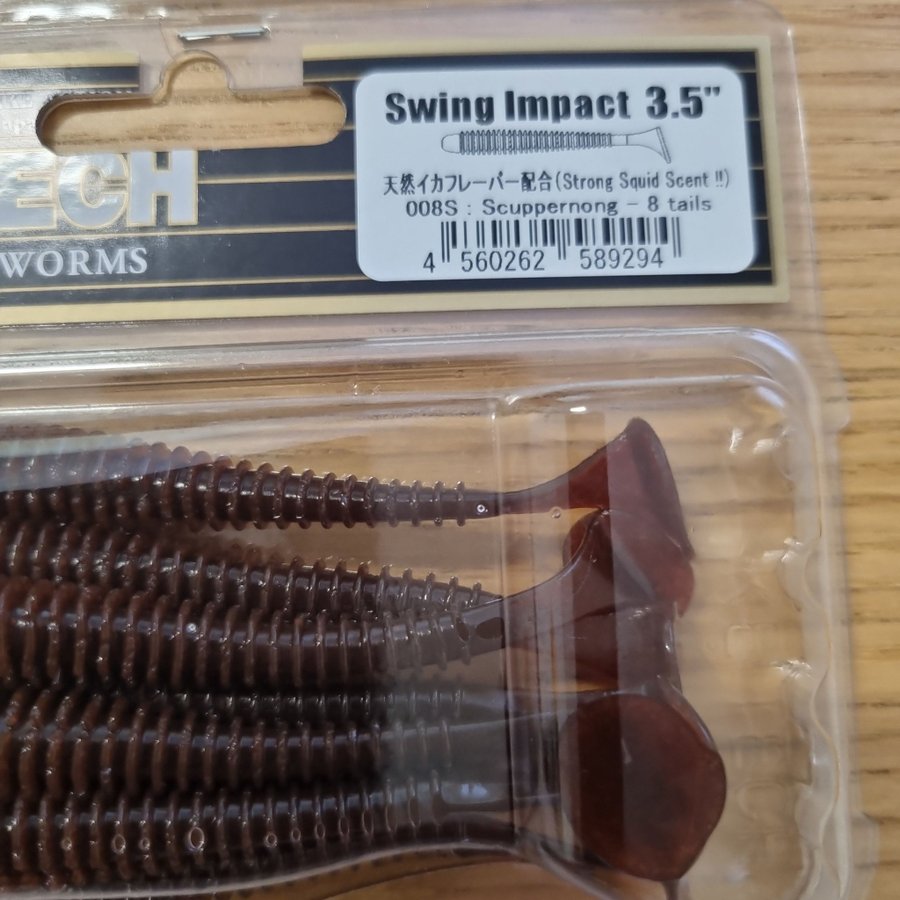 ECH
WORMS
Swing Impact 3.5"
天然イカフレーバー配合(Strong Squid Scent !!)
008S : Scuppernong - 8 tails
4 560262 589294